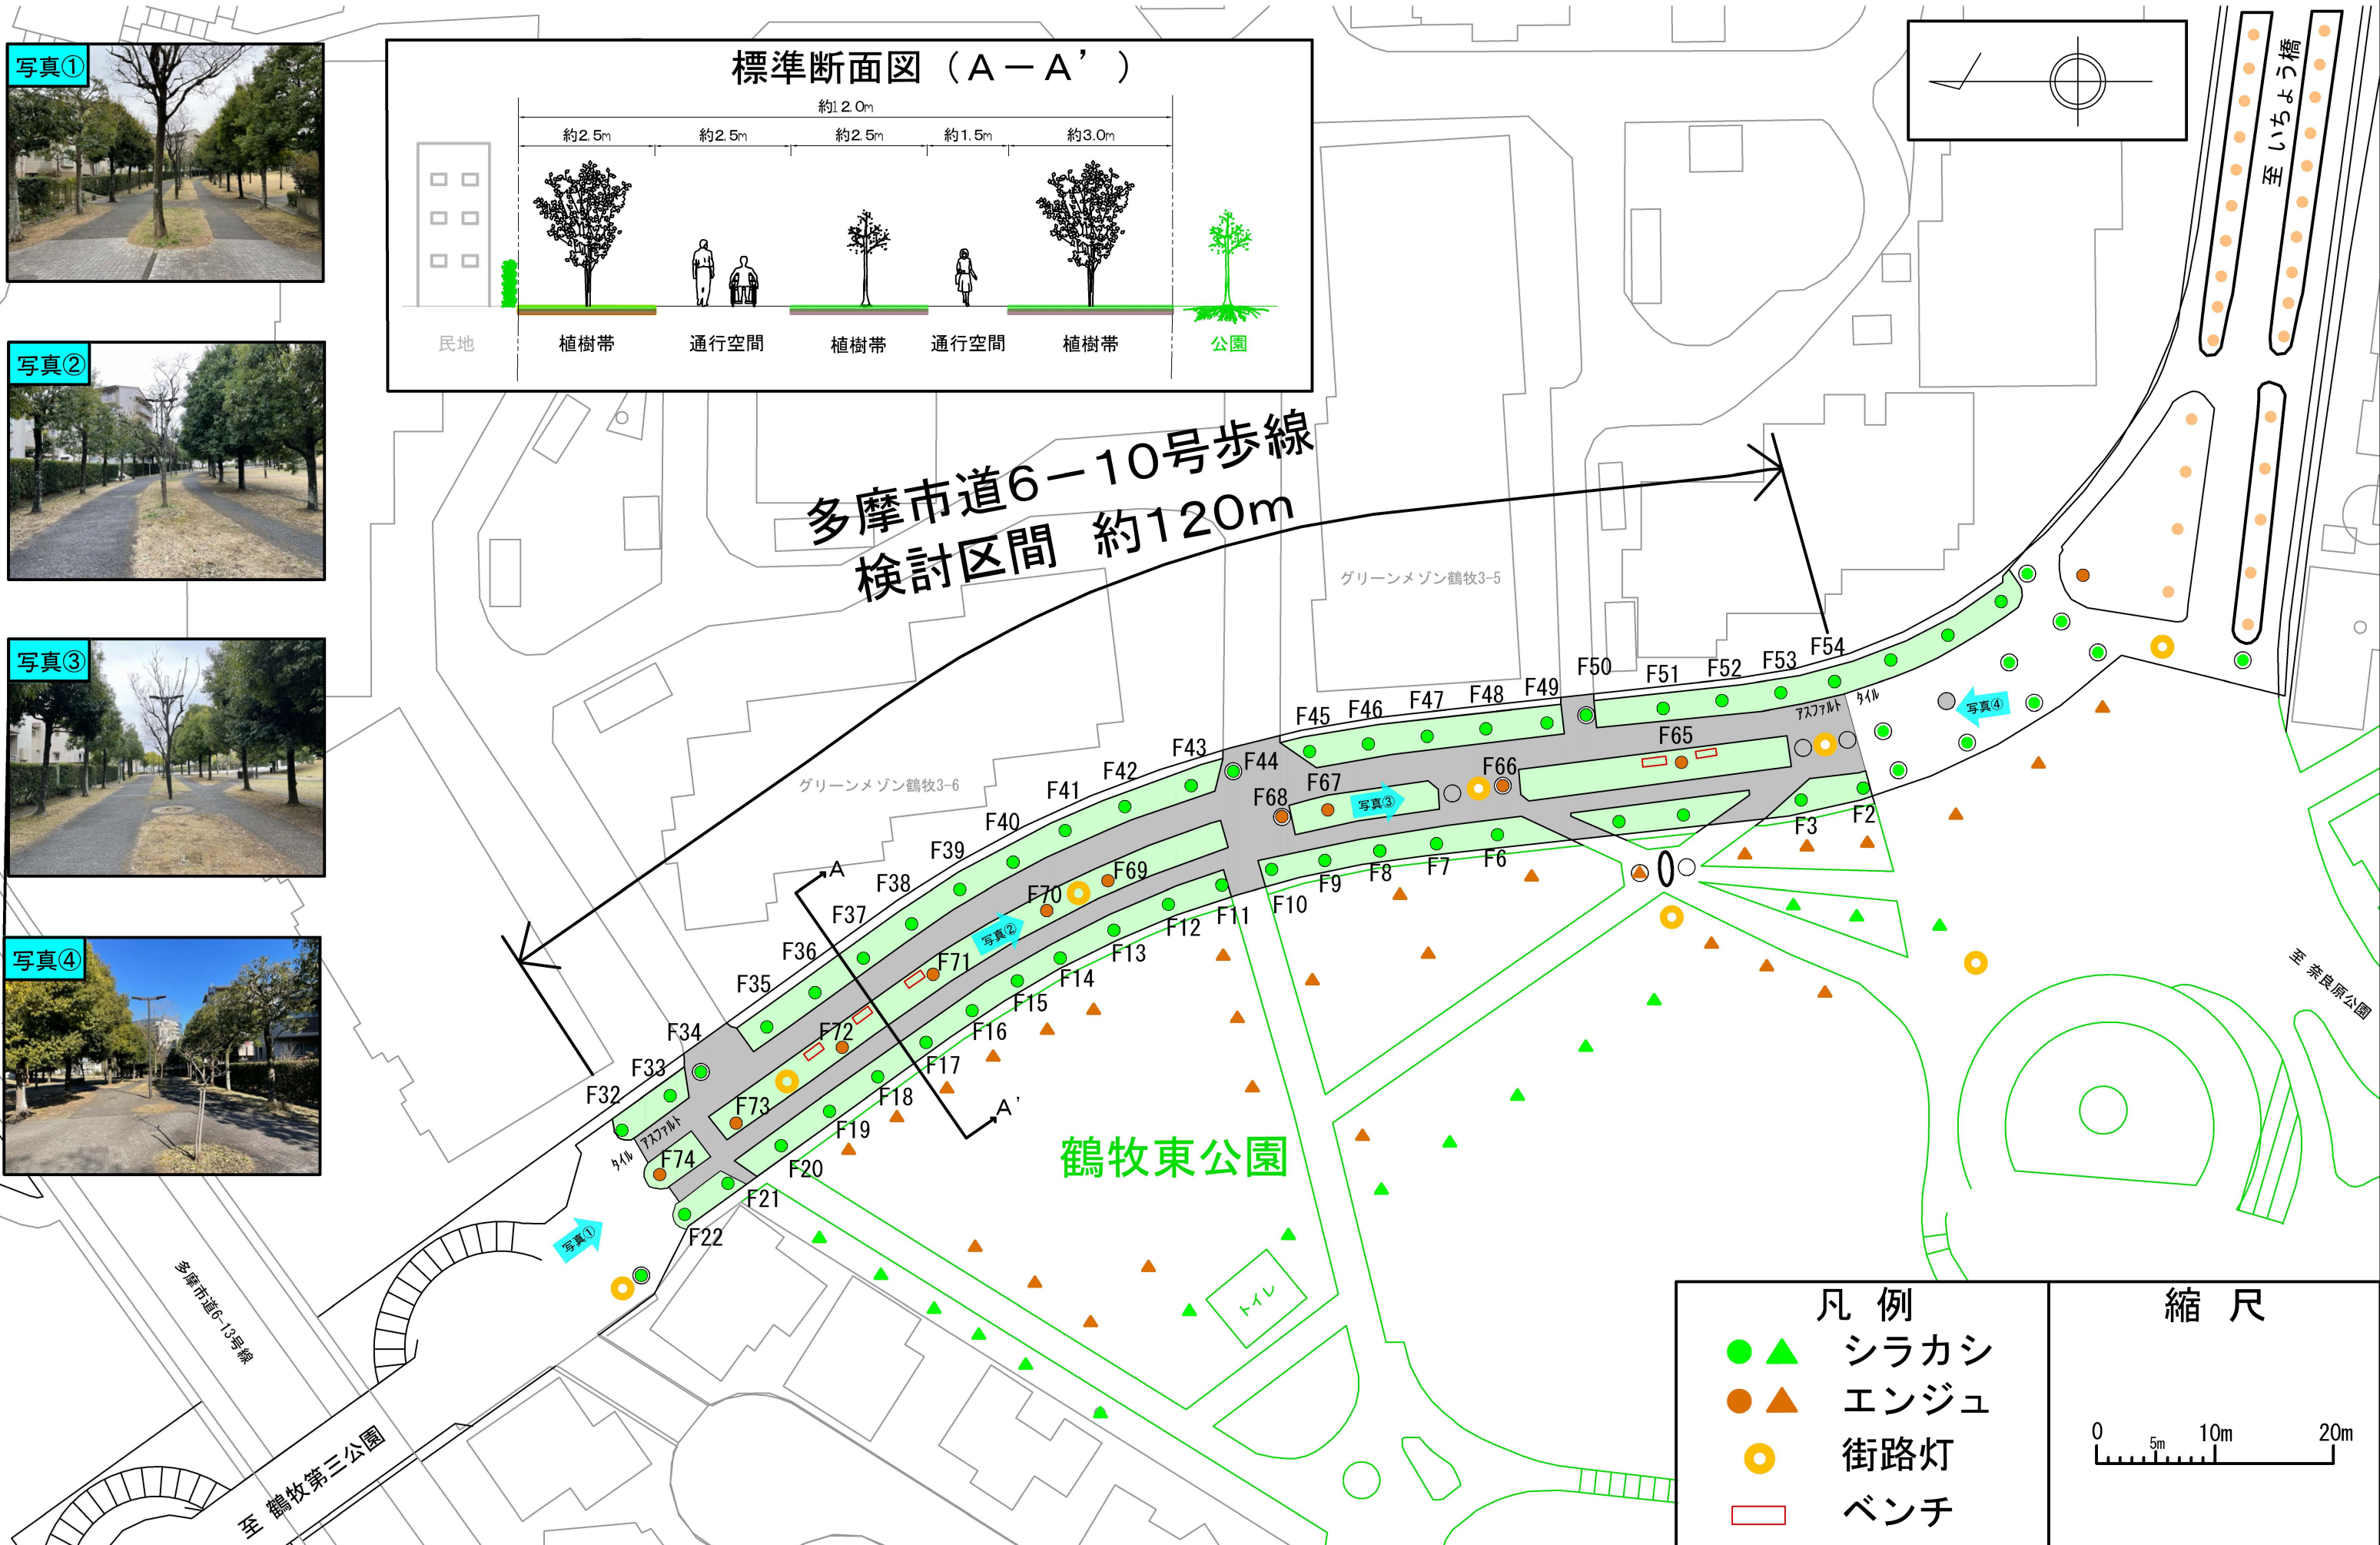 写真①
写真②
写真③
写真④
標準断面図（Ａ－Ａ’）
約12.0m
約2.5m
約2.5m
約2.5m
約1.5m
約3.0m
民地
植樹帯
通行空間
植樹帯
通行空間
植樹帯
公園
至 いちょう橋
多摩市道6－10号歩線
検討区間 約120m
グリーンメゾン鶴牧3-5
グリーンメゾン鶴牧3-6
F54
F53
F52
F51
F50
F49
F48
F47
F46
F45
F44
F43
F42
F41
F40
F39
F38
F37
F36
F35
F34
F33
F32
アスファルト
タイル
写真④
F65
F66
F67
F68
写真③
F69
F70
写真②
F71
F72
F73
F74
アスファルト
タイル
F2
F3
F6
F7
F8
F9
F10
F11
F12
F13
F14
F15
F16
F17
F18
F19
F20
F21
F22
A
A'
写真①
鶴牧東公園
トイレ
至 奈良原公園
多摩市道6-13号線
至 鶴牧第三公園
凡 例
シラカシ
エンジュ
街路灯
ベンチ
縮 尺
0
5m
10m
20m